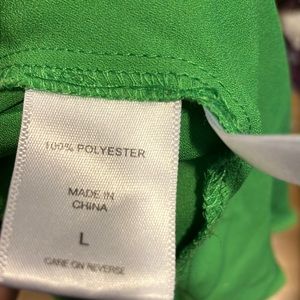 100% POLYESTER
MADE IN
CHINA
L
CARE ON REVERSE